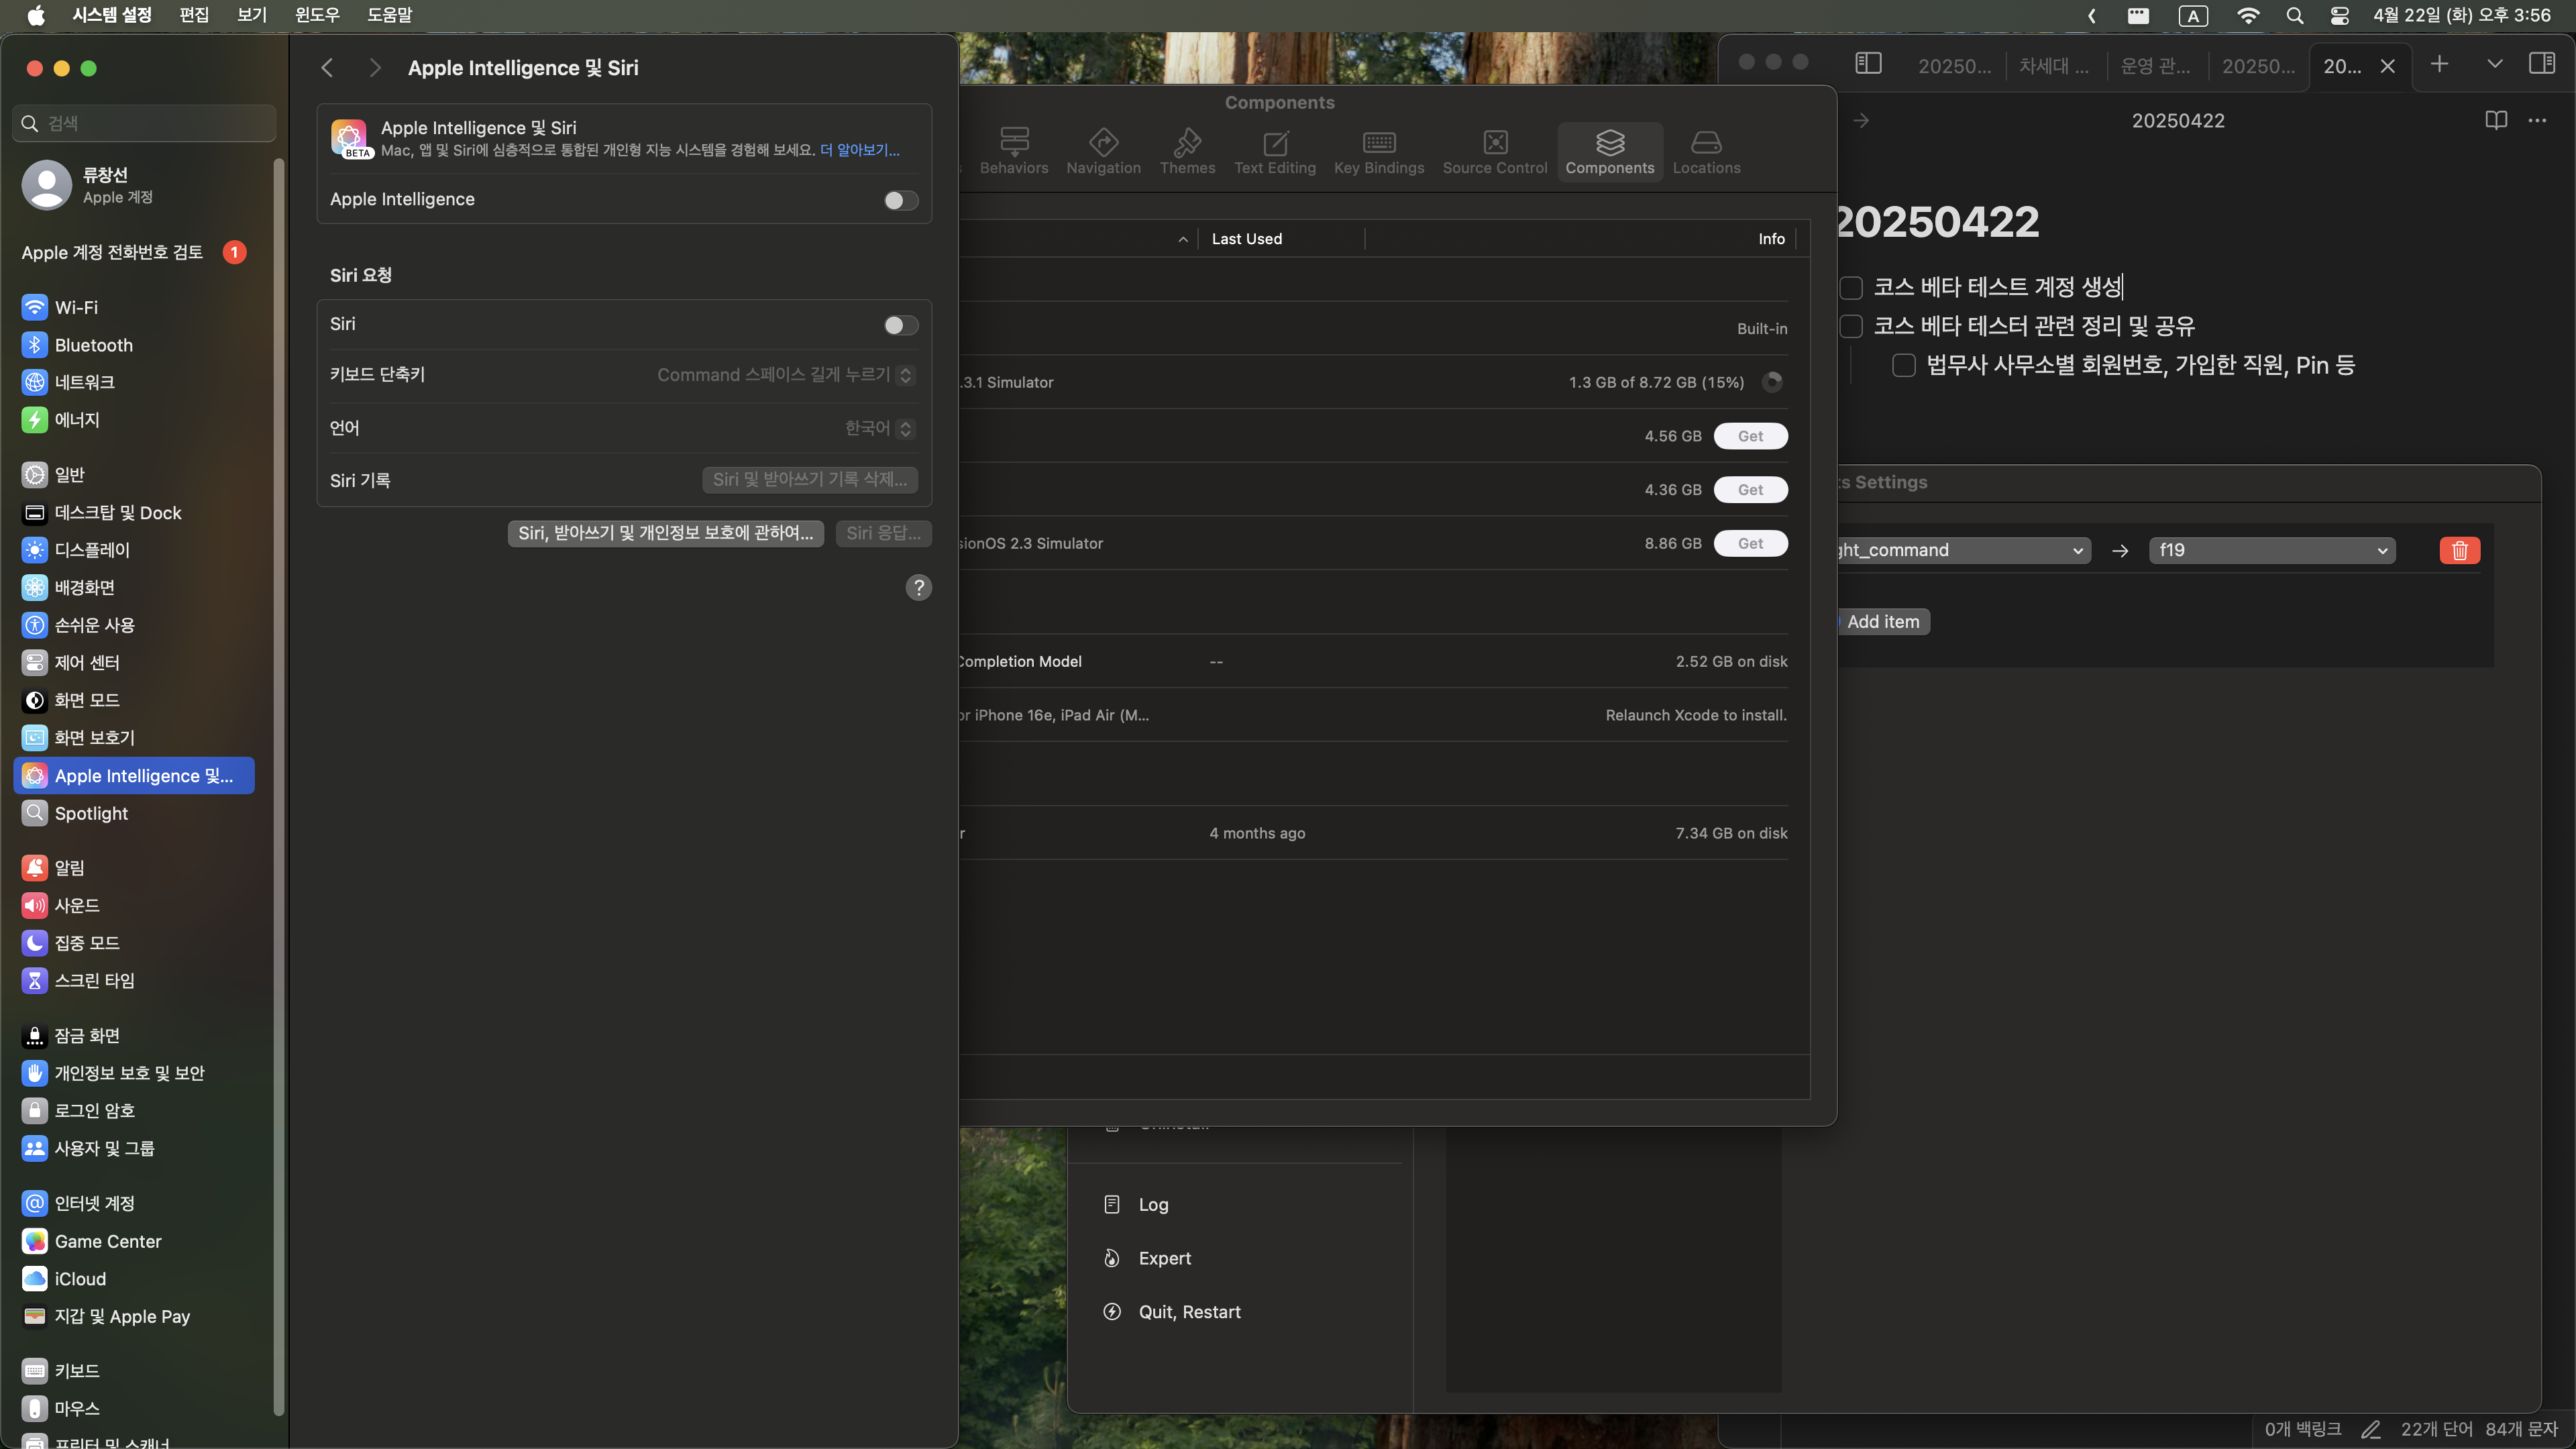 시스템 설정 편집 보기 윈도우 도움말
A 4월 22일 (화) 오후 3:56
검색
류창선
Apple 계정
Apple 계정 전화번호 검토 1
Wi-Fi
Bluetooth
네트워크
에너지
일반
데스크탑 및 Dock
디스플레이
배경화면
손쉬운 사용
제어 센터
화면 모드
화면 보호기
Apple Intelligence 및...
Spotlight
알림
사운드
집중 모드
스크린 타임
잠금 화면
개인정보 보호 및 보안
로그인 암호
사용자 및 그룹
인터넷 계정
Game Center
iCloud
지갑 및 Apple Pay
키보드
마우스
프린터 및 스캐너
Apple Intelligence 및 Siri
Apple Intelligence 및 Siri
BETA
Mac, 앱 및 Siri에 심층적으로 통합된 개인형 지능 시스템을 경험해 보세요. 더 알아보기...
Apple Intelligence
Siri 요청
Siri
키보드 단축키 Command 스페이스 길게 누르기
언어 한국어
Siri 기록 Siri 및 받아쓰기 기록 삭제...
Siri, 받아쓰기 및 개인정보 보호에 관하여... Siri 응답...
?
Components
Behaviors Navigation Themes Text Editing Key Bindings Source Control Components Locations
Last Used Info
Built-in
.3.1 Simulator 1.3 GB of 8.72 GB (15%)
4.56 GB Get
4.36 GB Get
sionOS 2.3 Simulator 8.86 GB Get
Completion Model -- 2.52 GB on disk
or iPhone 16e, iPad Air (M... Relaunch Xcode to install.
r 4 months ago 7.34 GB on disk
Log
Expert
Quit, Restart
20250... 차세대 ... 운영 관... 20250... 20...
20250422
20250422
코스 베타 테스트 계정 생성
코스 베타 테스터 관련 정리 및 공유
법무사 사무소별 회원번호, 가입한 직원, Pin 등
ts Settings
ght_command → f19
Add item
0개 백링크 22개 단어 84개 문자